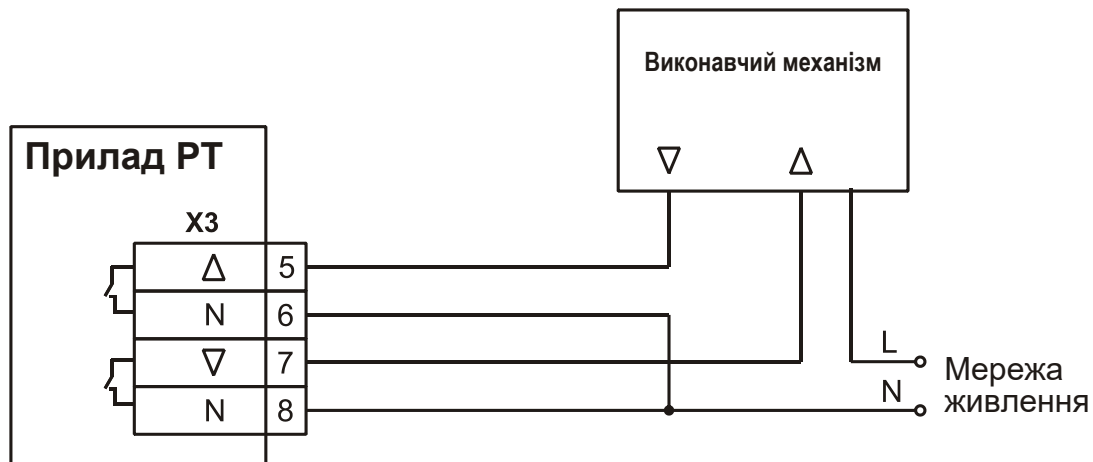 Виконавчий механізм
∇ Δ
Прилад РТ
X3
Δ 5
N 6
∇ 7
N 8
L
N
Мережа
живлення